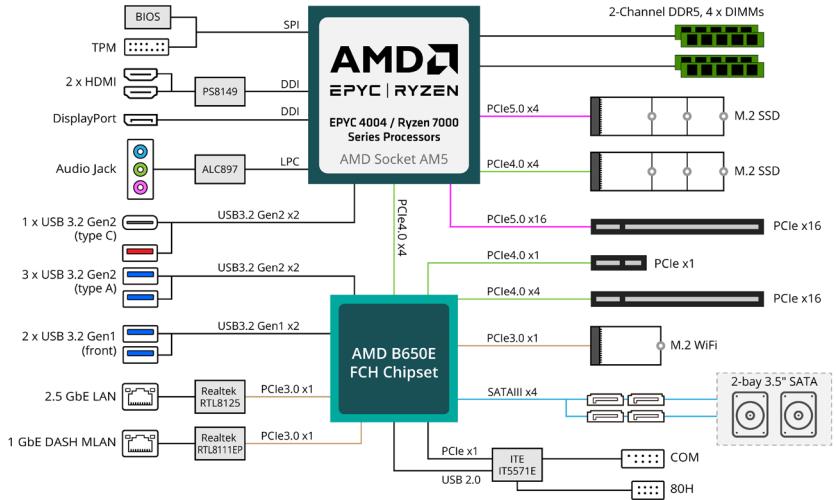 BIOS
SPI
TPM
2 x HDMI
PS8149
DDI
DisplayPort
DDI
Audio Jack
ALC897
LPC
AMD
EPYC | RYZEN
EPYC 4004 / Ryzen 7000
Series Processors
AMD Socket AM5
2-Channel DDR5, 4 x DIMMs
PCIe5.0 x4
M.2 SSD
PCIe4.0 x4
M.2 SSD
PCIe5.0 x16
PCIe x16
PCIe4.0 x4
1 x USB 3.2 Gen2
(type C)
USB3.2 Gen2 x2
3 x USB 3.2 Gen2
(type A)
USB3.2 Gen2 x2
2 x USB 3.2 Gen1
(front)
USB3.2 Gen1 x2
AMD B650E
FCH Chipset
PCIe4.0 x1
PCIe x1
PCIe4.0 x4
PCIe x16
PCIe3.0 x1
M.2 WiFi
SATAIII x4
2-bay 3.5" SATA
2.5 GbE LAN
Realtek
RTL8125
PCIe3.0 x1
1 GbE DASH MLAN
Realtek
RTL8111EP
PCIe3.0 x1
PCIe x1
USB 2.0
ITE
IT5571E
COM
80H